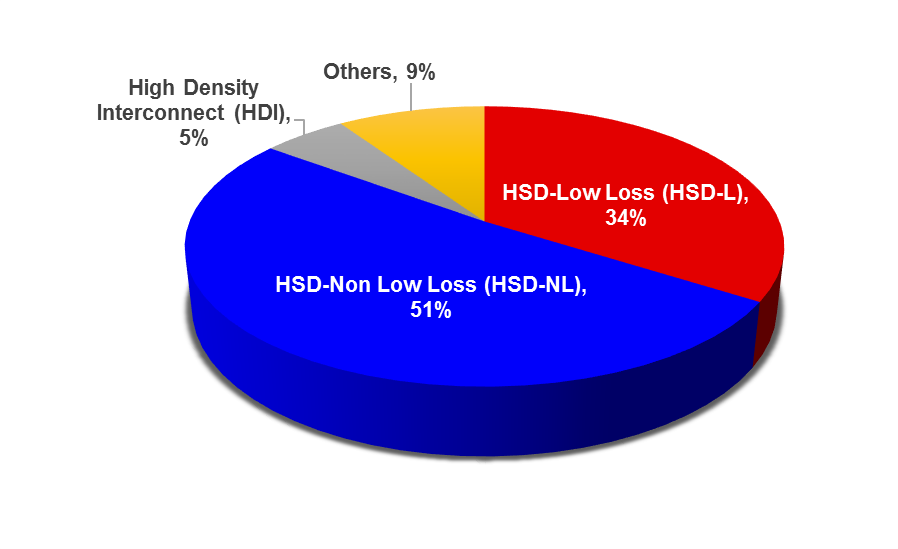 Others, 9%
High Density
Interconnect (HDI),
5%
HSD-Low Loss (HSD-L),
34%
HSD-Non Low Loss (HSD-NL),
51%